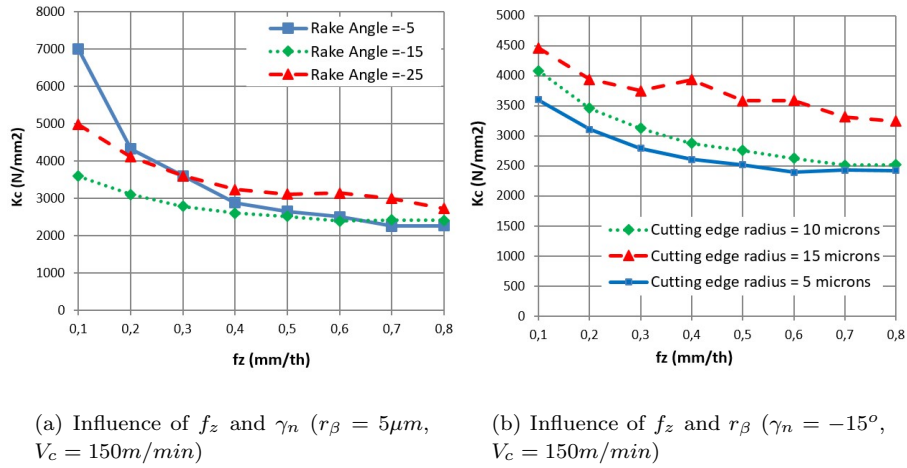 8000
7000
6000
5000
4000
3000
2000
1000
0
Kc (N/mm2)
Rake Angle =-5
Rake Angle =-15
Rake Angle =-25
0,1 0,2 0,3 0,4 0,5 0,6 0,7 0,8
fz (mm/th)
5000
4500
4000
3500
3000
2500
2000
1500
1000
500
0
Kc (N/mm2)
Cutting edge radius = 10 microns
Cutting edge radius = 15 microns
Cutting edge radius = 5 microns
0,1 0,2 0,3 0,4 0,5 0,6 0,7 0,8
fz (mm/th)
(a) Influence of fz and γn (rβ = 5μm,
Vc = 150m/min)
(b) Influence of fz and rβ (γn = −15°,
Vc = 150m/min)